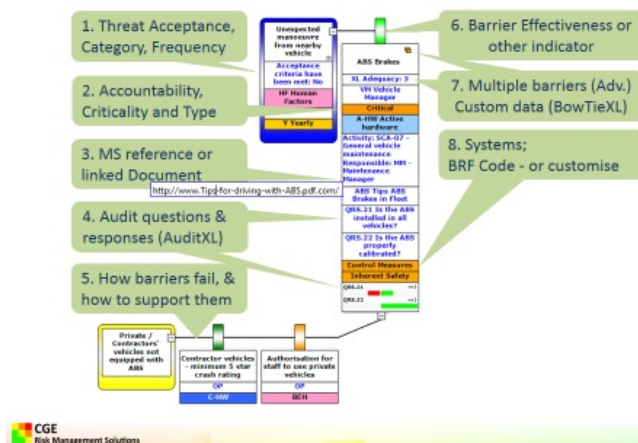 1. Threat Acceptance,
Category, Frequency
Unexpected
manoeuvre
from nearby
vehicle
Acceptance
criteria have
been met: No
HF Human
Factors
Y Yearly
6. Barrier Effectiveness or
other indicator
ABS Brakes
XL Adequacy: 3
VM Vehicle
Manager
Critical
A-HW Active
hardware
7. Multiple barriers (Adv.)
Custom data (BowTieXL)
2. Accountability,
Criticality and Type
3. MS reference or
linked Document
http://www.Tips-for-driving-with-ABS.pdf.com/
Activity: SCA-07 -
General vehicle
maintenance
Responsible: MM -
Maintenance
Manager
ABS Tips ABS
Brakes in Fleet
8. Systems;
BRF Code - or customise
4. Audit questions &
responses (AuditXL)
QRS.21 Is the ABS
installed in all
vehicles?
QRS.22 Is the ABS
properly
calibrated?
Control Measures
Inherent Safety
QRS.21
QRS.22
5. How barriers fail, &
how to support them
Private /
Contractors'
vehicles not
equipped with
ABS
Contractor vehicles
- minimum 5 star
crash rating
OP
C-HW
Authorisation for
staff to use private
vehicles
OP
BEH
CGE
Risk Management Solutions